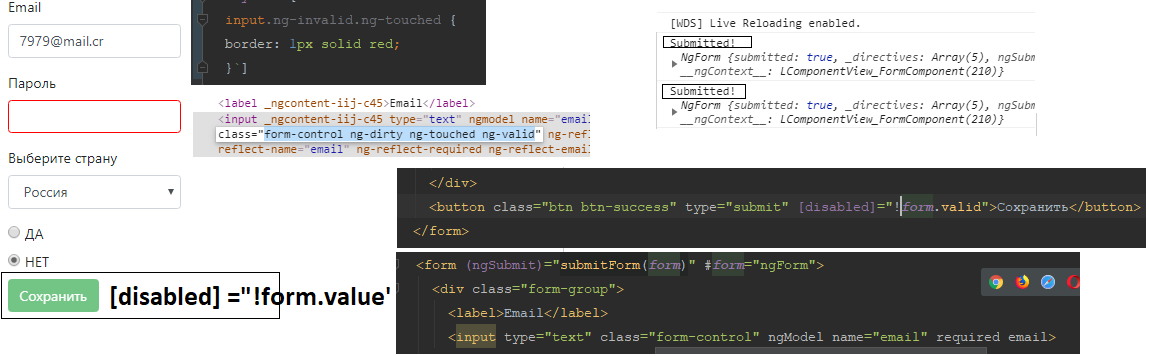 Email
7979@mail.cr
Пароль
Выберите страну
Россия
ДА
НЕТ
Сохранить
[disabled] ="!form.value'
input.ng-invalid.ng-touched {
border: 1px solid red;
}`]
<label _ngcontent-iij-c45>Email</label>
<input _ngcontent-iij-c45 type="text" ngmodel name="email
class="form-control ng-dirty ng-touched ng-valid" ng-refl
reflect-name="email" ng-reflect-required ng-reflect-email
[WDS] Live Reloading enabled.
Submitted!
NgForm {submitted: true, _directives: Array(5), ngSubm
__ngContext__: LComponentView_FormComponent(210)}
Submitted!
NgForm {submitted: true, _directives: Array(5), ngSubm
__ngContext__: LComponentView_FormComponent(210)}
</div>
<button class="btn btn-success" type="submit" [disabled]="!form.valid">Сохранить</button>
</form>
<form (ngSubmit)="submitForm(form)" #form="ngForm">
<div class="form-group">
<label>Email</label>
<input type="text" class="form-control" ngModel name="email" required email>